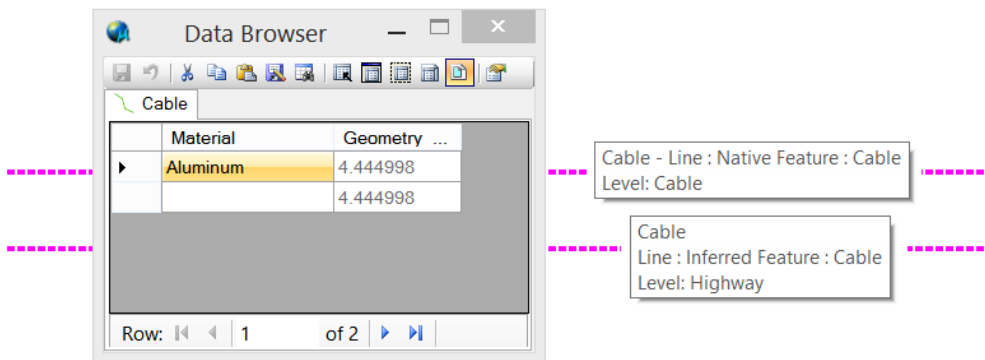 Data Browser
Cable
Material Geometry ...
Aluminum 4.444998
4.444998
Row: 1 of 2
Cable - Line : Native Feature : Cable
Level: Cable
Cable
Line : Inferred Feature : Cable
Level: Highway